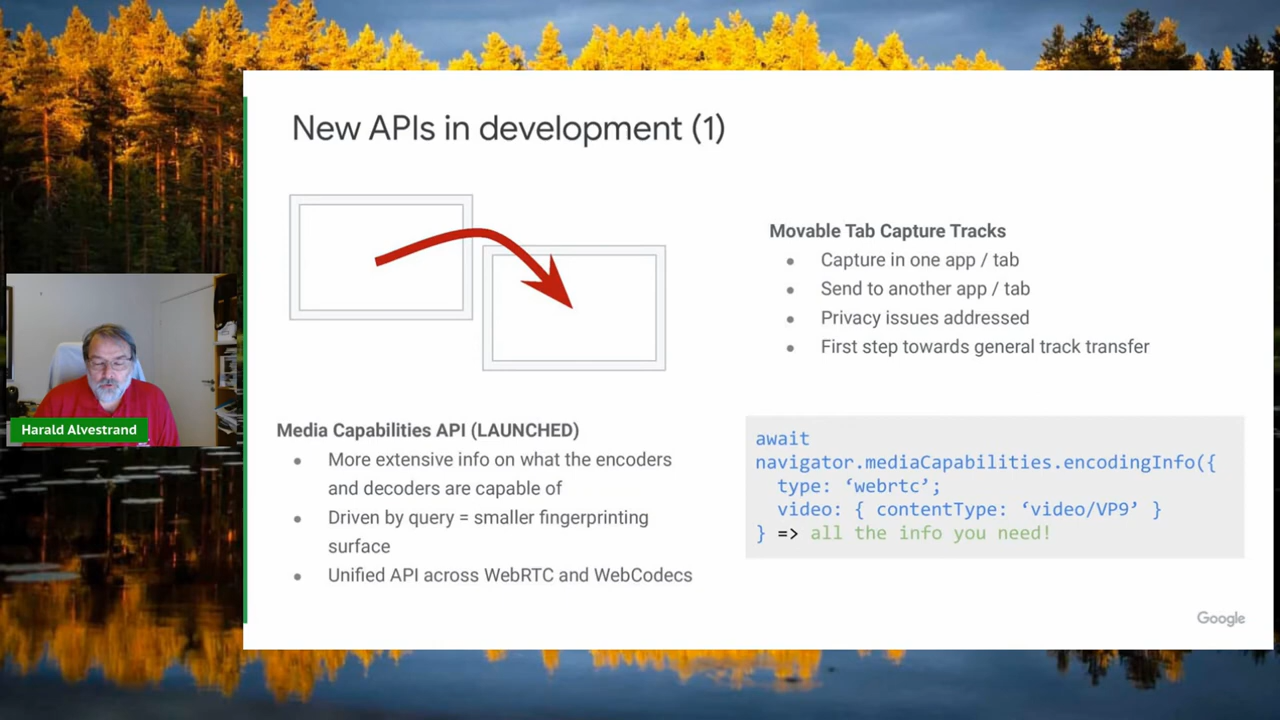 New APIs in development (1)
Movable Tab Capture Tracks
● Capture in one app / tab
● Send to another app / tab
● Privacy issues addressed
● First step towards general track transfer
Harald Alvestrand
Media Capabilities API (LAUNCHED)
● More extensive info on what the encoders
and decoders are capable of
● Driven by query = smaller fingerprinting
surface
● Unified API across WebRTC and WebCodecs
await
navigator.mediaCapabilities.encodingInfo({
type: ‘webrtc’;
video: { contentType: ‘video/VP9’ }
} => all the info you need!
Google